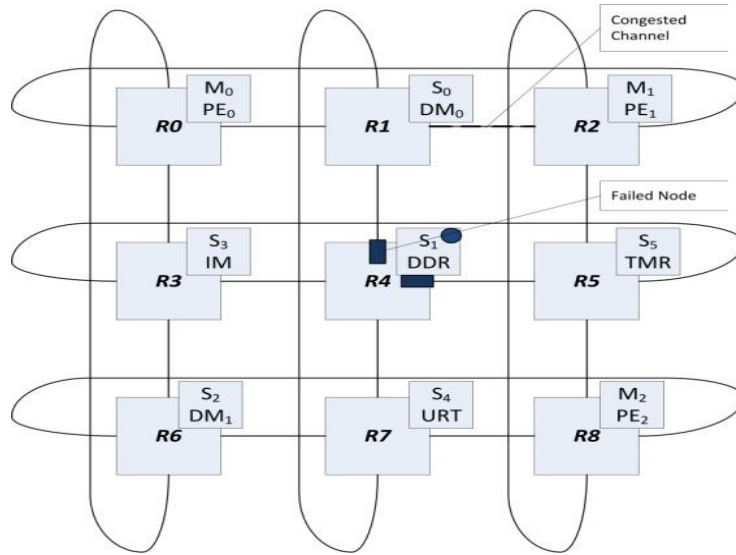 Congested
Channel
M₀
PE₀
R0
S₀
DM₀
R1
M₁
PE₁
R2
Failed Node
S₃
IM
R3
S₁
DDR
R4
S₅
TMR
R5
S₂
DM₁
R6
S₄
URT
R7
M₂
PE₂
R8